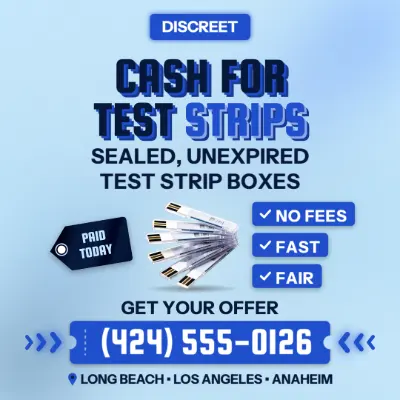 DISCREET
CASH FOR
TEST STRIPS
SEALED, UNEXPIRED
TEST STRIP BOXES
PAID
TODAY
NO FEES
FAST
FAIR
GET YOUR OFFER
(424) 555-0126
LONG BEACH • LOS ANGELES • ANAHEIM